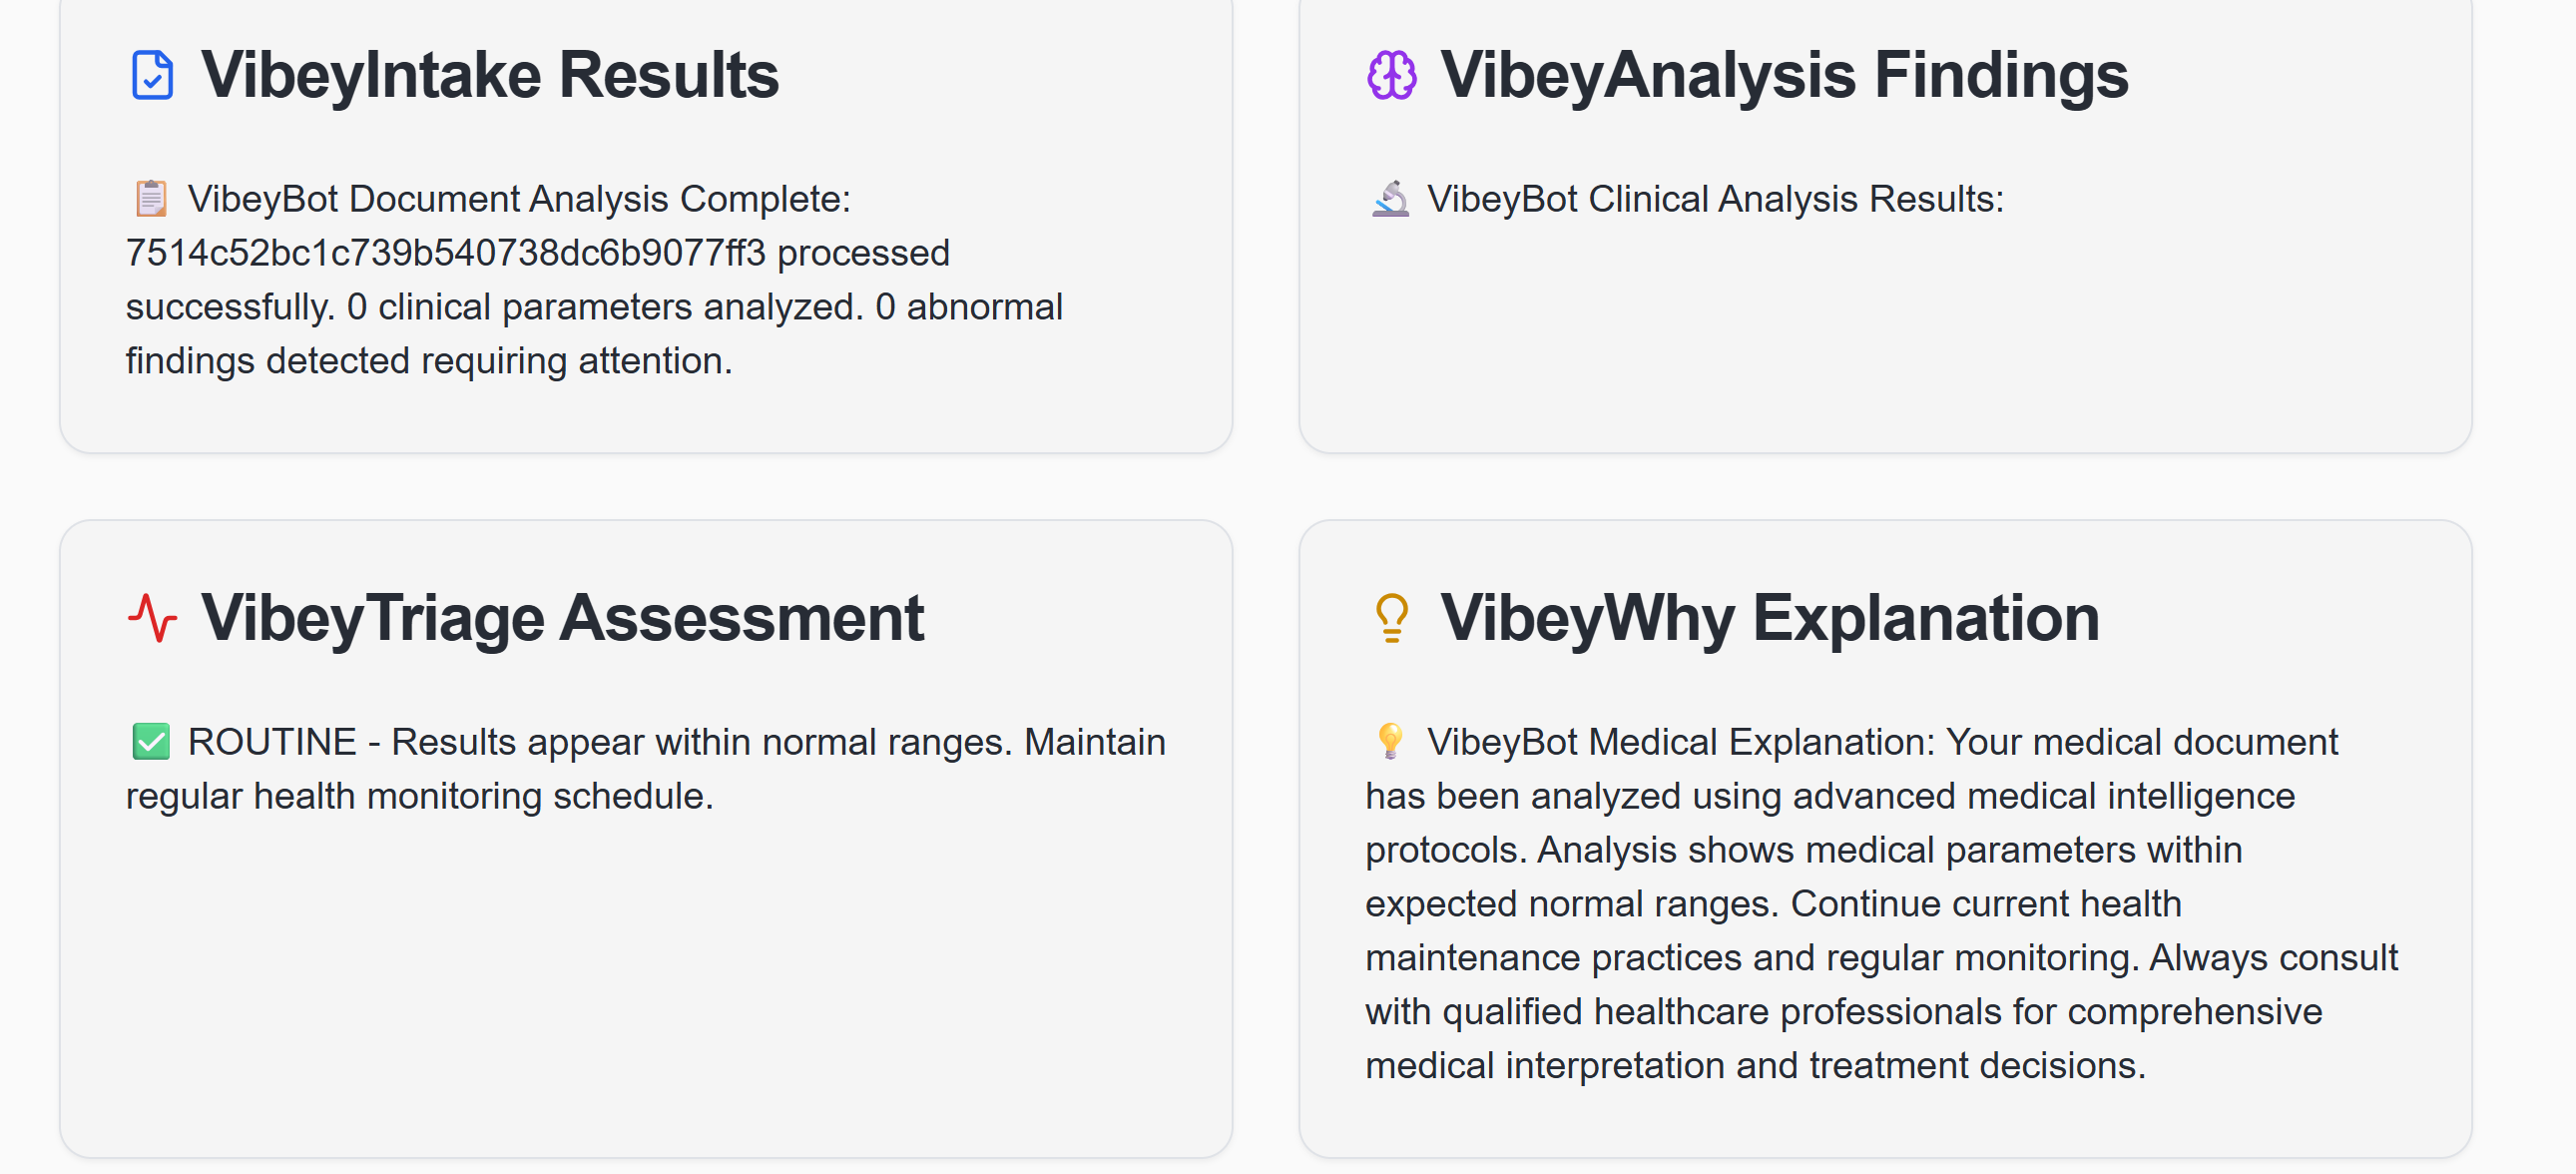 VibeyIntake Results
📋 VibeyBot Document Analysis Complete:
7514c52bc1c739b540738dc6b9077ff3 processed
successfully. 0 clinical parameters analyzed. 0 abnormal
findings detected requiring attention.
VibeyAnalysis Findings
🔬 VibeyBot Clinical Analysis Results:
VibeyTriage Assessment
✅ ROUTINE - Results appear within normal ranges. Maintain
regular health monitoring schedule.
VibeyWhy Explanation
💡 VibeyBot Medical Explanation: Your medical document
has been analyzed using advanced medical intelligence
protocols. Analysis shows medical parameters within
expected normal ranges. Continue current health
maintenance practices and regular monitoring. Always consult
with qualified healthcare professionals for comprehensive
medical interpretation and treatment decisions.